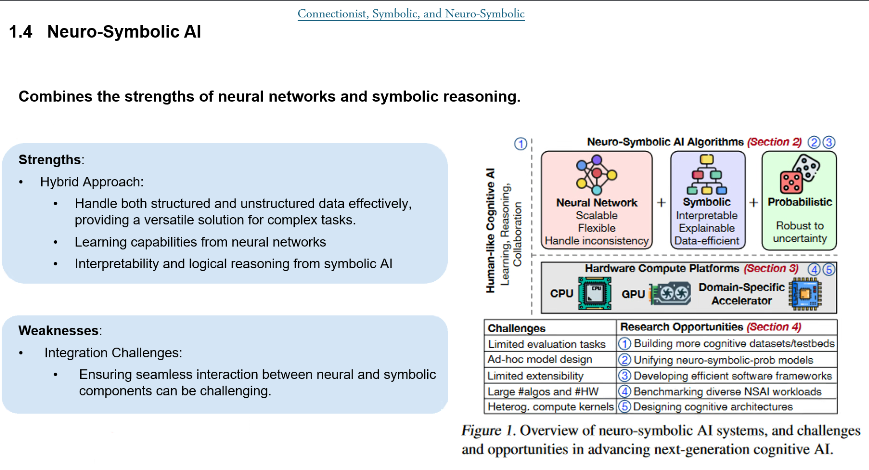 Connectionist, Symbolic, and Neuro-Symbolic
1.4 Neuro-Symbolic AI
Combines the strengths of neural networks and symbolic reasoning.
Strengths:
• Hybrid Approach:
• Handle both structured and unstructured data effectively,
providing a versatile solution for complex tasks.
• Learning capabilities from neural networks
• Interpretability and logical reasoning from symbolic AI
Weaknesses:
• Integration Challenges:
• Ensuring seamless interaction between neural and symbolic
components can be challenging.
Human-like Cognitive AI
Learning, Reasoning,
Collaboration
①
Neuro-Symbolic AI Algorithms (Section 2) ②③
Neural Network
Scalable
Flexible
Handle inconsistency
+
Symbolic
Interpretable
Explainable
Data-efficient
+
Probabilistic
Robust to
uncertainty
Hardware Compute Platforms (Section 3) ④⑤
CPU
CPU
GPU
Domain-Specific
Accelerator
Challenges Research Opportunities (Section 4)
Limited evaluation tasks ① Building more cognitive datasets/testbeds
Ad-hoc model design ② Unifying neuro-symbolic-prob models
Limited extensibility ③ Developing efficient software frameworks
Large #algos and #HW ④ Benchmarking diverse NSAI workloads
Heterog. compute kernels ⑤ Designing cognitive architectures
Figure 1. Overview of neuro-symbolic AI systems, and challenges
and opportunities in advancing next-generation cognitive AI.